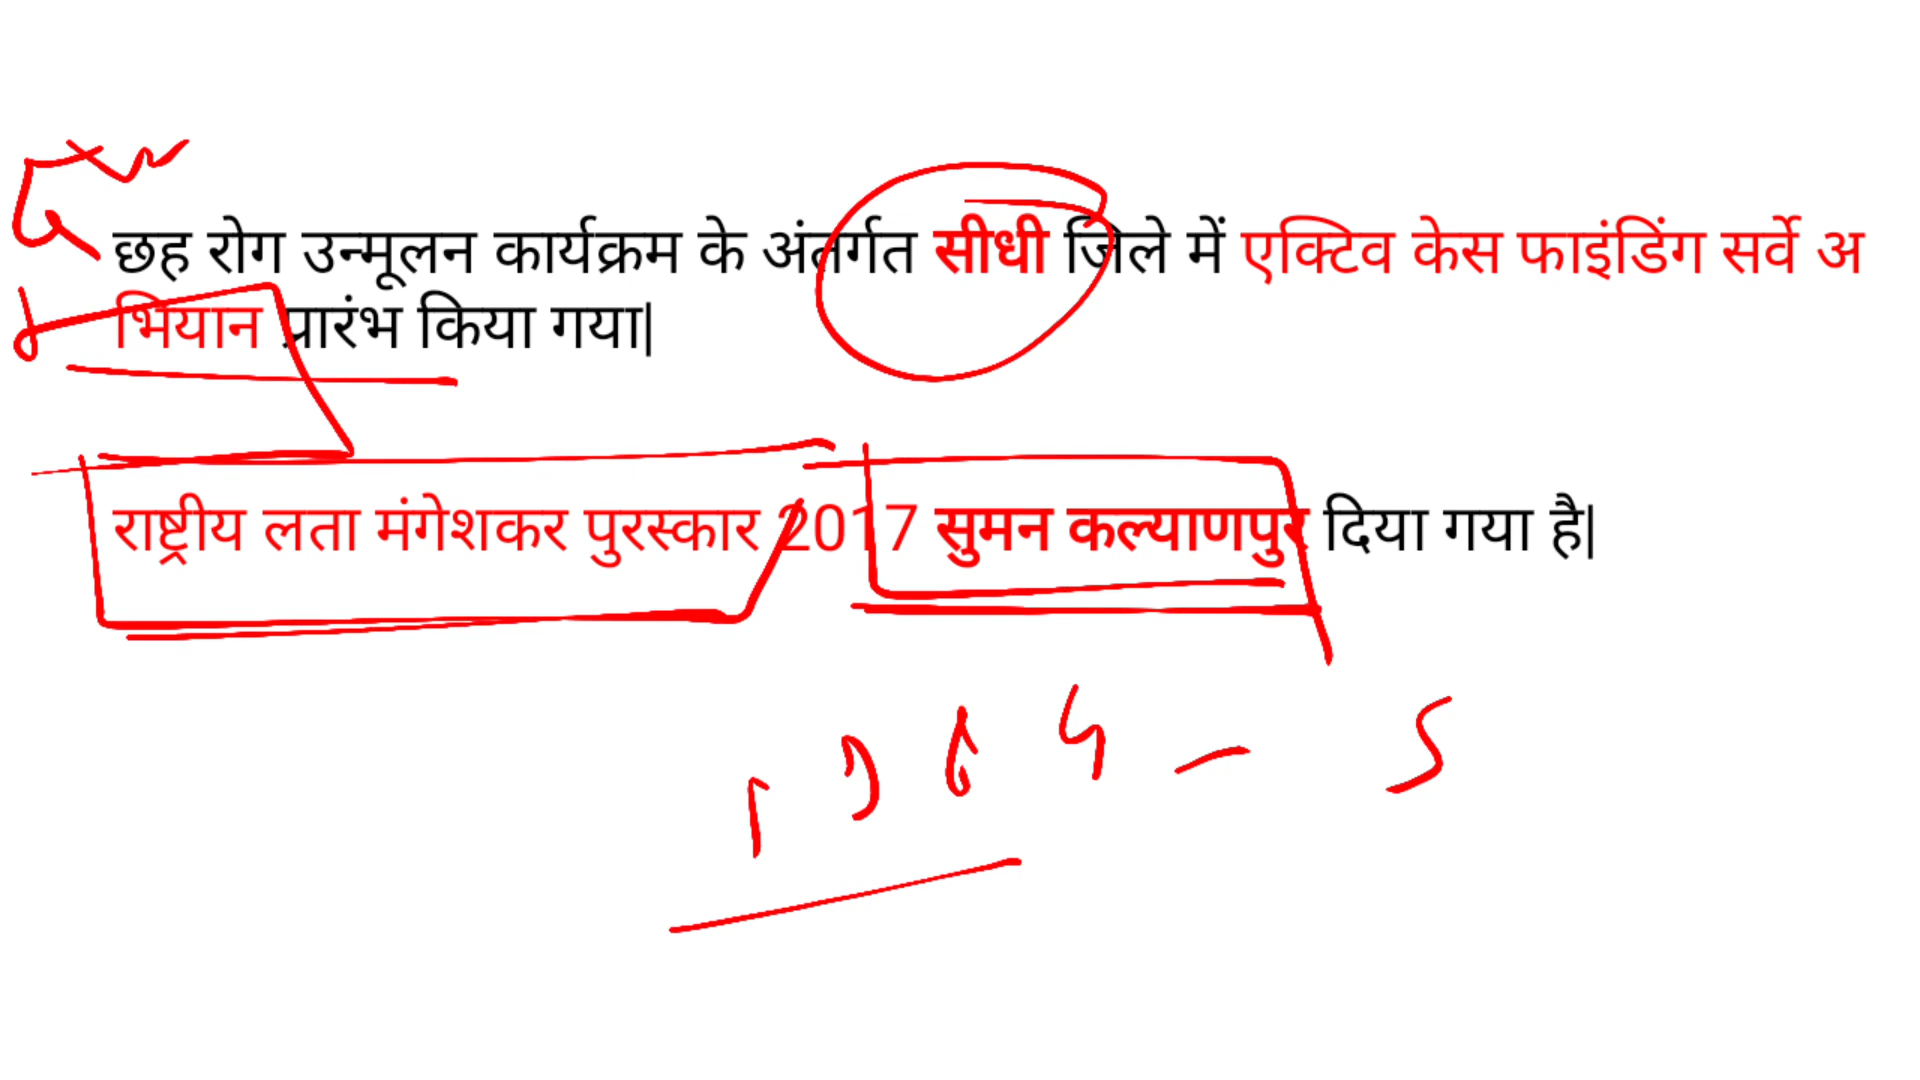 छह रोग उन्मूलन कार्यक्रम के अंतर्गत सीधी जिले में एक्टिव केस फाइंडिंग सर्वे अ
भियान प्रारंभ किया गया|
राष्ट्रीय लता मंगेशकर पुरस्कार 2017 सुमन कल्याणपुर दिया गया है|